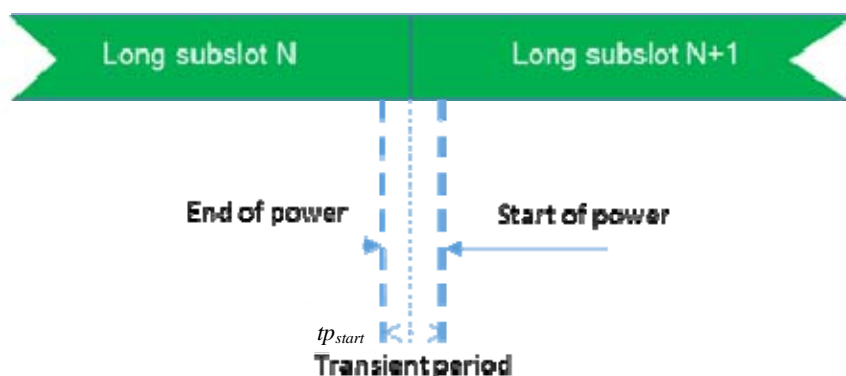 Long subslot N
Long subslot N+1
End of power
Start of power
tpstart
Transient period